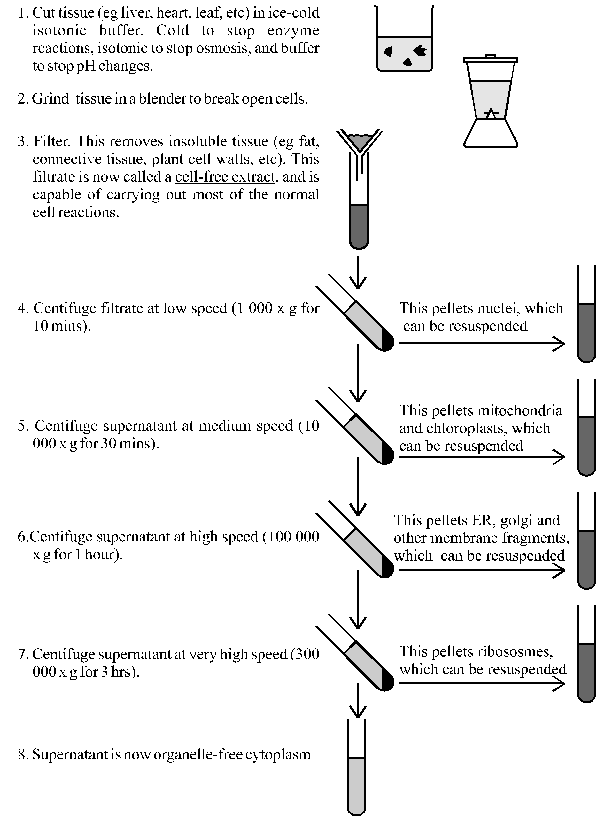 1. Cut tissue (eg liver, heart, leaf, etc) in ice-cold
isotonic buffer. Cold to stop enzyme
reactions, isotonic to stop osmosis, and buffer
to stop pH changes.
2. Grind tissue in a blender to break open cells.
3. Filter. This removes insoluble tissue (eg fat,
connective tissue, plant cell walls, etc). This
filtrate is now called a cell-free extract, and is
capable of carrying out most of the normal
cell reactions.
4. Centifuge filtrate at low speed (1 000 x g for
10 mins).
This pellets nuclei, which
can be resuspended
5. Centifuge supernatant at medium speed (10
000 x g for 30 mins).
This pellets mitochondria
and chloroplasts, which
can be resuspended
6.Centifuge supernatant at high speed (100 000
x g for 1 hour).
This pellets ER, golgi and
other membrane fragments,
which can be resuspended
7. Centifuge supernatant at very high speed (300
000 x g for 3 hrs).
This pellets ribososmes,
which can be resuspended
8. Supernatant is now organelle-free cytoplasm